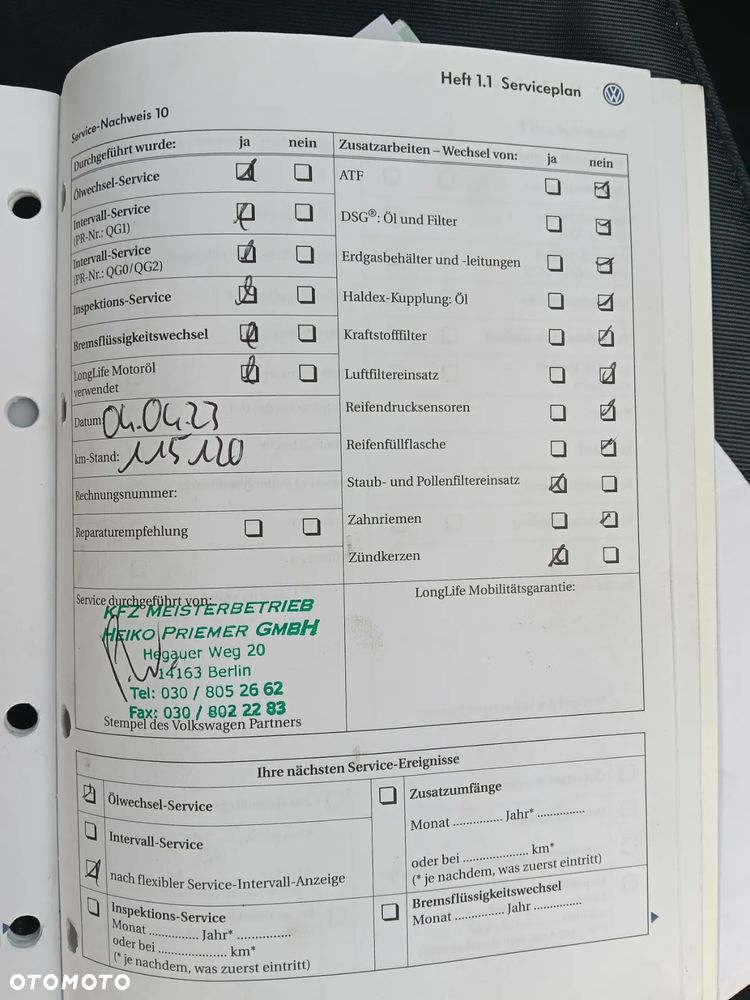 Heft 1.1 Serviceplan
Service-Nachweis 10
Durchgeführt wurde: ja nein
Ölwechsel-Service
Intervall-Service
(PR-Nr.: QG1)
Intervall-Service
(PR-Nr.: QG0/QG2)
Inspektions-Service
Bremsflüssigkeitswechsel
LongLife Motoröl
verwendet
Datum: 04.04.23
km-Stand: 115120
Rechnungsnummer:
Reparaturempfehlung
Zusatzarbeiten – Wechsel von: ja nein
ATF
DSG®: Öl und Filter
Erdgasbehälter und -leitungen
Haldex-Kupplung: Öl
Kraftstofffilter
Luftfiltereinsatz
Reifendrucksensoren
Reifenfüllflasche
Staub- und Pollenfiltereinsatz
Zahnriemen
Zündkerzen
Service durchgeführt von:
KFZ MEISTERBETRIEB
HEIKO PRIEMER GMBH
Hegauer Weg 20
14163 Berlin
Tel: 030 / 805 26 62
Fax: 030 / 802 22 83
Stempel des Volkswagen Partners
LongLife Mobilitätsgarantie:
Ihre nächsten Service-Ereignisse
Ölwechsel-Service
Intervall-Service
nach flexibler Service-Intervall-Anzeige
Inspektions-Service
Monat .............. Jahr* ...............
oder bei ................... km*
(* je nachdem, was zuerst eintritt)
Zusatzumfänge
Monat .............. Jahr* ..............
oder bei ................... km*
(* je nachdem, was zuerst eintritt)
Bremsflüssigkeitswechsel
Monat .............. Jahr ..............
OTOMOTO